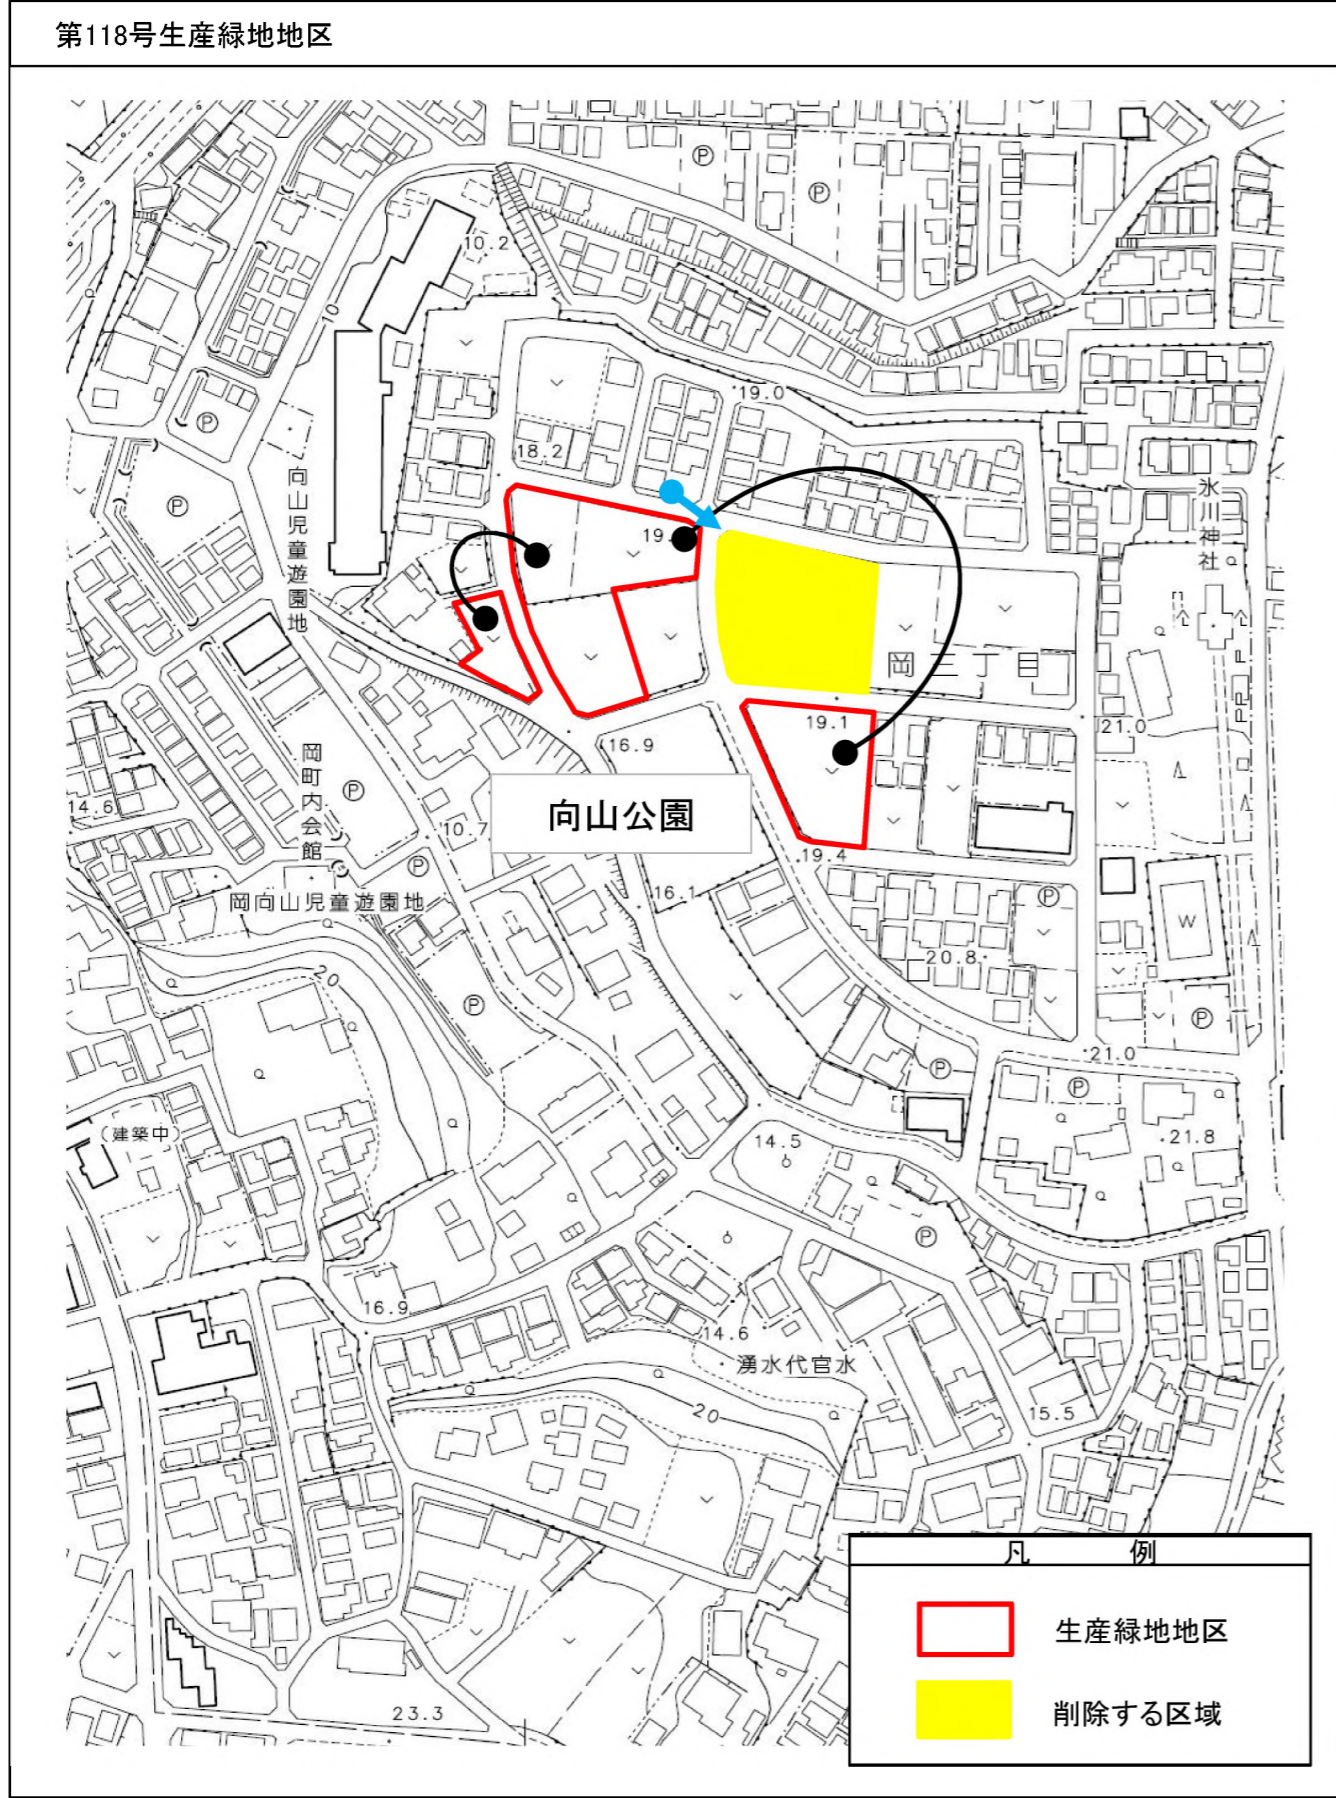 第118号生産緑地地区
Ⓟ
Ⓟ
10.2
10
19.0
Ⓟ
18.2
向山児童遊園地
Ⓟ
氷川神社
19.
岡三丁目
19.1
21.0
16.9
岡町内会館
Ⓟ
14.6
向山公園
10.7
19.4
Ⓟ
16.1
Ⓟ
岡向山児童遊園地
W
20.8
20
Ⓟ
Ⓟ
21.0
Ⓟ
Ⓟ
(建築中)
14.5
21.8
Ⓟ
16.9
14.6
湧水代官水
20
15.5
凡例
生産緑地地区
削除する区域
23.3